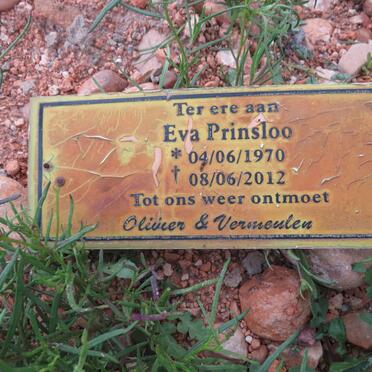 Ter ere aan
Eva Prinsloo
* 04/06/1970
† 08/06/2012
Tot ons weer ontmoet
Olivier & Vermeulen